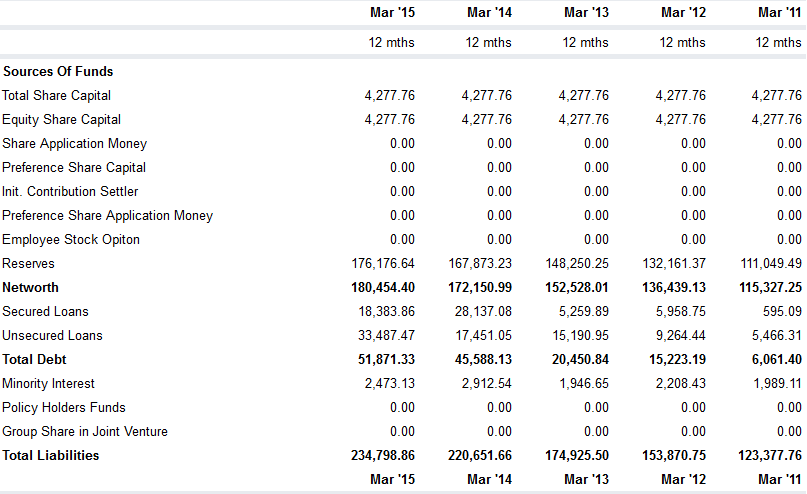 Mar '15 Mar '14 Mar '13 Mar '12 Mar '11
12 mths 12 mths 12 mths 12 mths 12 mths
Sources Of Funds
Total Share Capital 4,277.76 4,277.76 4,277.76 4,277.76 4,277.76
Equity Share Capital 4,277.76 4,277.76 4,277.76 4,277.76 4,277.76
Share Application Money 0.00 0.00 0.00 0.00 0.00
Preference Share Capital 0.00 0.00 0.00 0.00 0.00
Init. Contribution Settler 0.00 0.00 0.00 0.00 0.00
Preference Share Application Money 0.00 0.00 0.00 0.00 0.00
Employee Stock Opiton 0.00 0.00 0.00 0.00 0.00
Reserves 176,176.64 167,873.23 148,250.25 132,161.37 111,049.49
Networth 180,454.40 172,150.99 152,528.01 136,439.13 115,327.25
Secured Loans 18,383.86 28,137.08 5,259.89 5,958.75 595.09
Unsecured Loans 33,487.47 17,451.05 15,190.95 9,264.44 5,466.31
Total Debt 51,871.33 45,588.13 20,450.84 15,223.19 6,061.40
Minority Interest 2,473.13 2,912.54 1,946.65 2,208.43 1,989.11
Policy Holders Funds 0.00 0.00 0.00 0.00 0.00
Group Share in Joint Venture 0.00 0.00 0.00 0.00 0.00
Total Liabilities 234,798.86 220,651.66 174,925.50 153,870.75 123,377.76
Mar '15 Mar '14 Mar '13 Mar '12 Mar '11